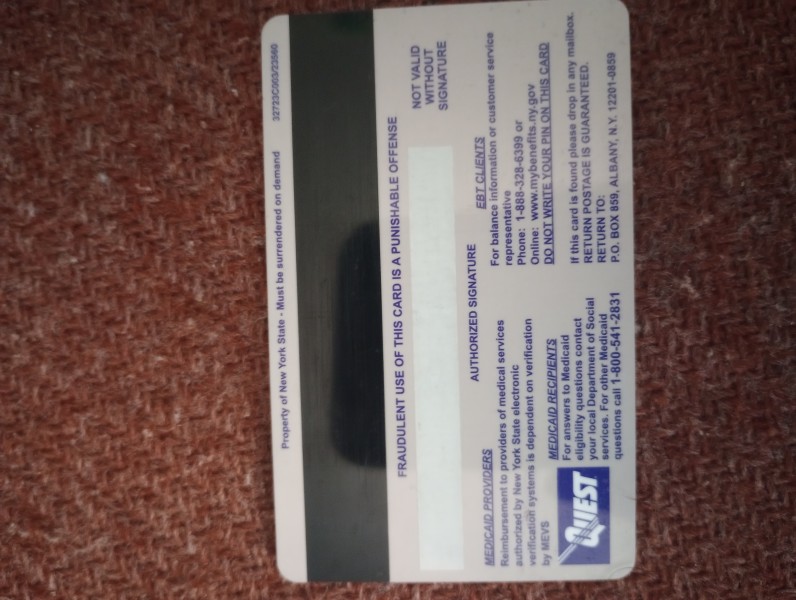 Property of New York State - Must be surrendered on demand 32723C003/23560
FRAUDULENT USE OF THIS CARD IS A PUNISHABLE OFFENSE
NOT VALID
WITHOUT
SIGNATURE
AUTHORIZED SIGNATURE
MEDICAID PROVIDERS
Reimbursement to providers of medical services
authorized by New York State electronic
verification systems is dependent on verification
by MEVS
MEDICAID RECIPIENTS
For answers to Medicaid
eligibility questions contact
your local Department of Social
services. For other Medicaid
questions call 1-800-541-2831
QUEST
EBT CLIENTS
For balance information or customer service
representative
Phone: 1-888-328-6399 or
Online: www.mybenefits.ny.gov
DO NOT WRITE YOUR PIN ON THIS CARD
If this card is found please drop in any mailbox.
RETURN POSTAGE IS GUARANTEED.
RETURN TO:
P.O. BOX 859, ALBANY, N.Y. 12201-0859